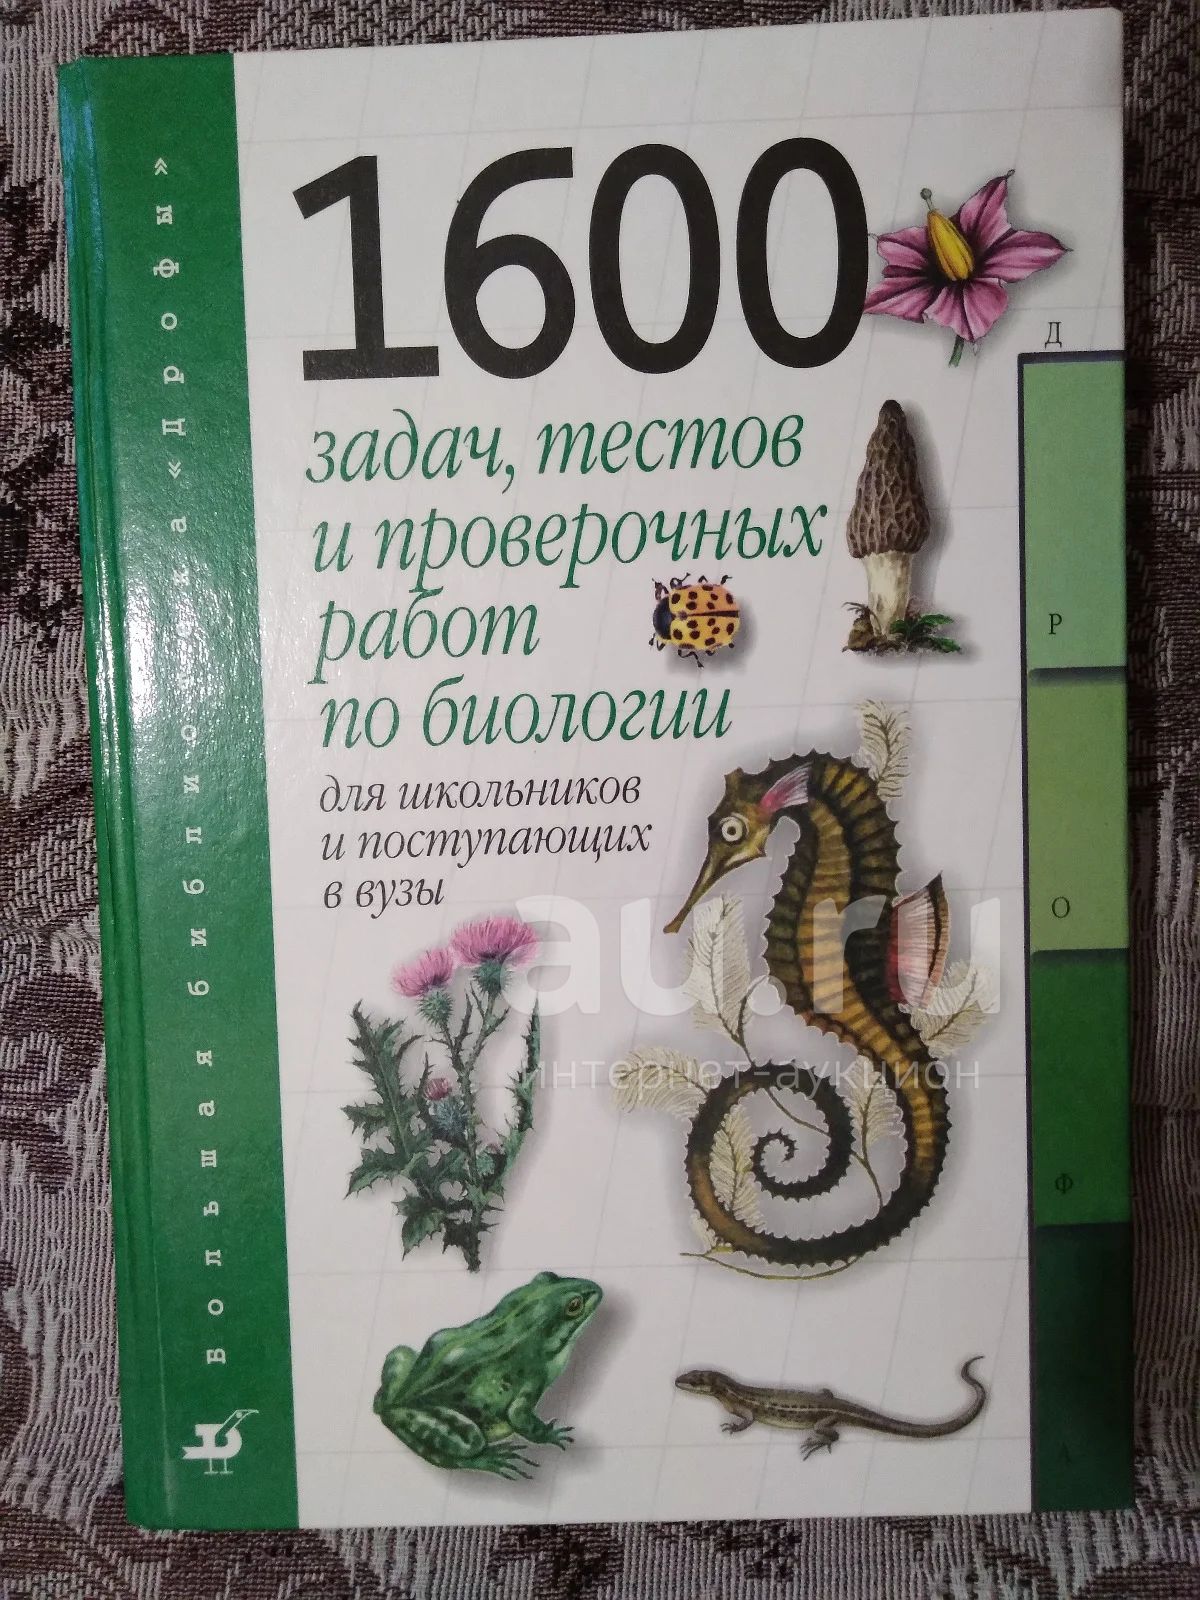 Большая библиотека «Дрофы»
1600
задач, тестов
и проверочных
работ
по биологии
для школьников
и поступающих
в вузы
Д
Р
О
Ф
А
au.ru
интернет-аукцион